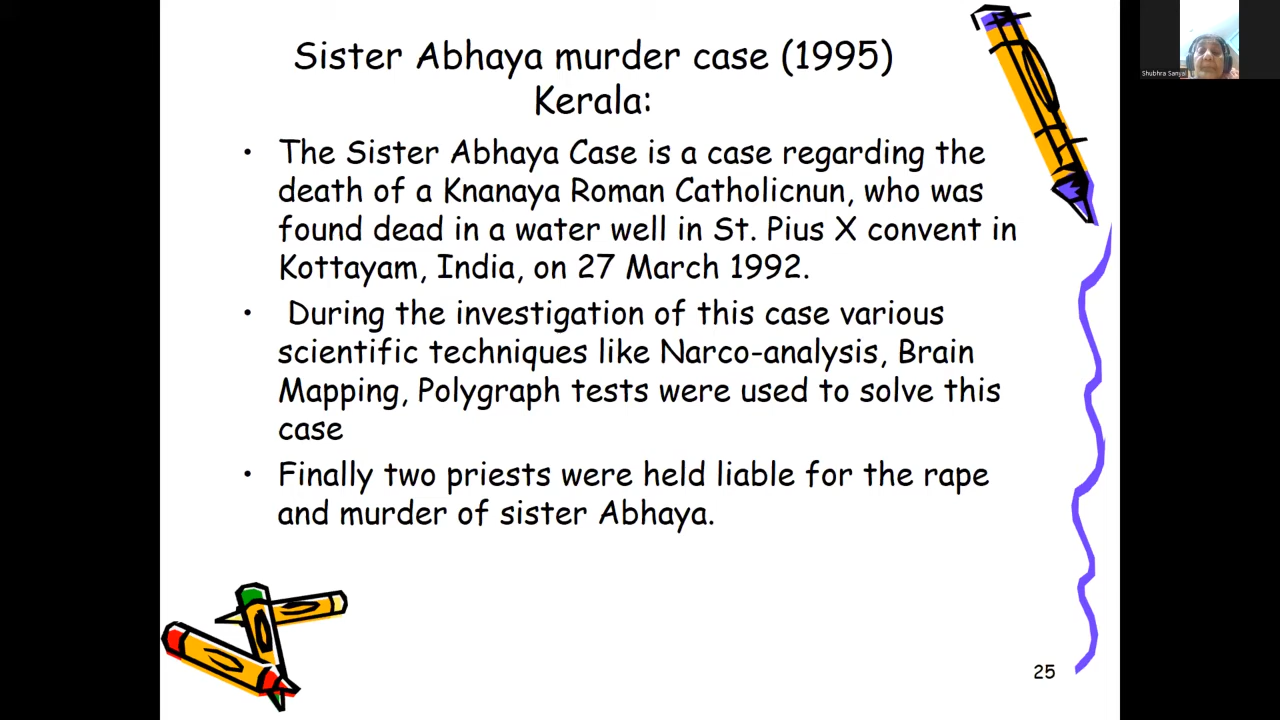 Sister Abhaya murder case (1995)
Kerala:
• The Sister Abhaya Case is a case regarding the
death of a Knanaya Roman Catholicnun, who was
found dead in a water well in St. Pius X convent in
Kottayam, India, on 27 March 1992.
• During the investigation of this case various
scientific techniques like Narco-analysis, Brain
Mapping, Polygraph tests were used to solve this
case
• Finally two priests were held liable for the rape
and murder of sister Abhaya.
25
Shubhra Sanyal